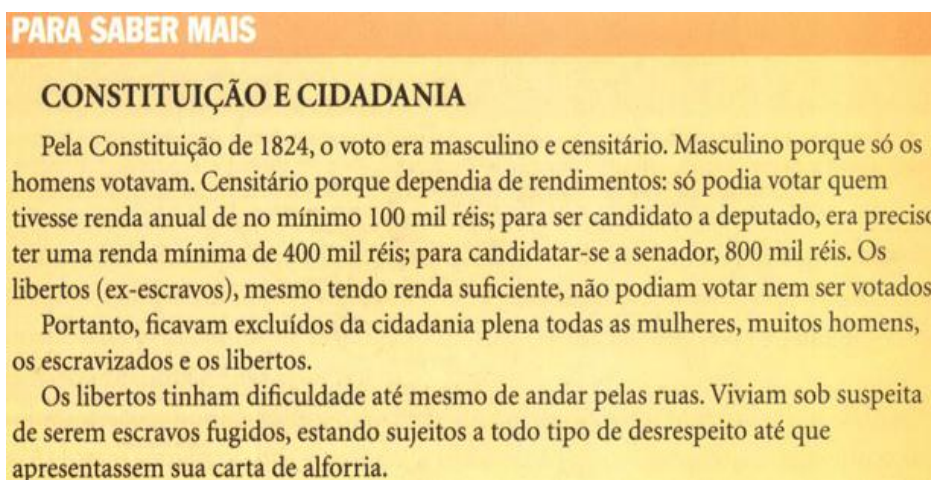 PARA SABER MAIS
CONSTITUIÇÃO E CIDADANIA
Pela Constituição de 1824, o voto era masculino e censitário. Masculino porque só os
homens votavam. Censitário porque dependia de rendimentos: só podia votar quem
tivesse renda anual de no mínimo 100 mil réis; para ser candidato a deputado, era preciso
ter uma renda mínima de 400 mil réis; para candidatar-se a senador, 800 mil réis. Os
libertos (ex-escravos), mesmo tendo renda suficiente, não podiam votar nem ser votados
Portanto, ficavam excluídos da cidadania plena todas as mulheres, muitos homens,
os escravizados e os libertos.
Os libertos tinham dificuldade até mesmo de andar pelas ruas. Viviam sob suspeita
de serem escravos fugidos, estando sujeitos a todo tipo de desrespeito até que
apresentassem sua carta de alforria.